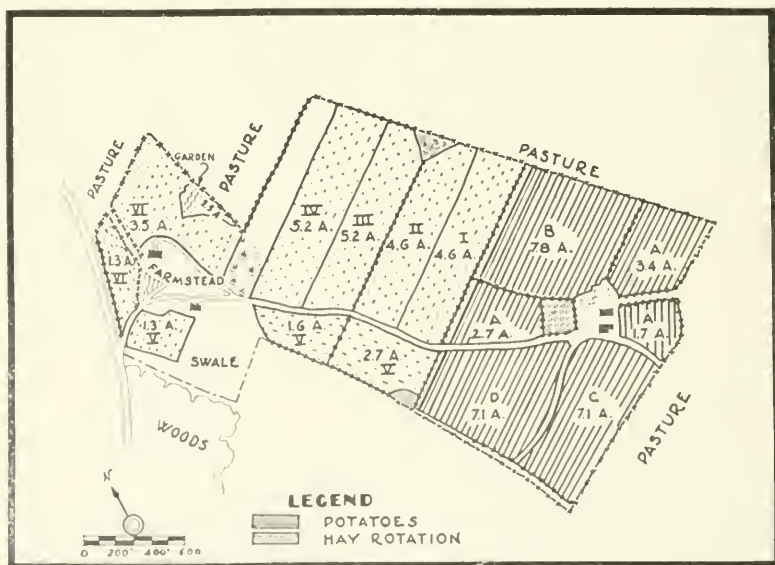 PASTURE
GARDEN
PASTURE
VI
3.5 A.
1.3 A.
VI
FARMSTEAD
1.3 A
V
SWALE
WOODS
IV
5.2 A.
III
5.2 A.
II
4.6 A.
I
4.6 A.
1.6 A
V
2.7 A
V
PASTURE
B
7.8 A.
A
3.4 A.
A
2.7 A.
A
1.7 A.
D
7.1 A.
C
7.1 A.
PASTURE
N
0 200' 400' 600
LEGEND
POTATOES
HAY ROTATION